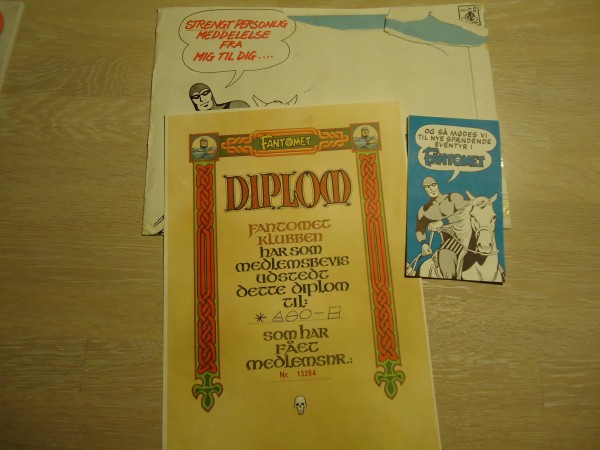 STRENGT PERSONLIG
MEDDELELSE
FRA
MIG TIL DIG....
FANTOMET
DIPLOM
FANTOMET
KLUBBEN
HAR SOM
MEDLEMSBEVIS
UDSTEDT
DETTE DIPLOM
TIL:
SOM HAR
FÅET
MEDLEMSNR.:
Nr. 13254
OG SÅ MØDES VI
TIL NYE SPÆNDENDE
EVENTYR I
FANTOMET